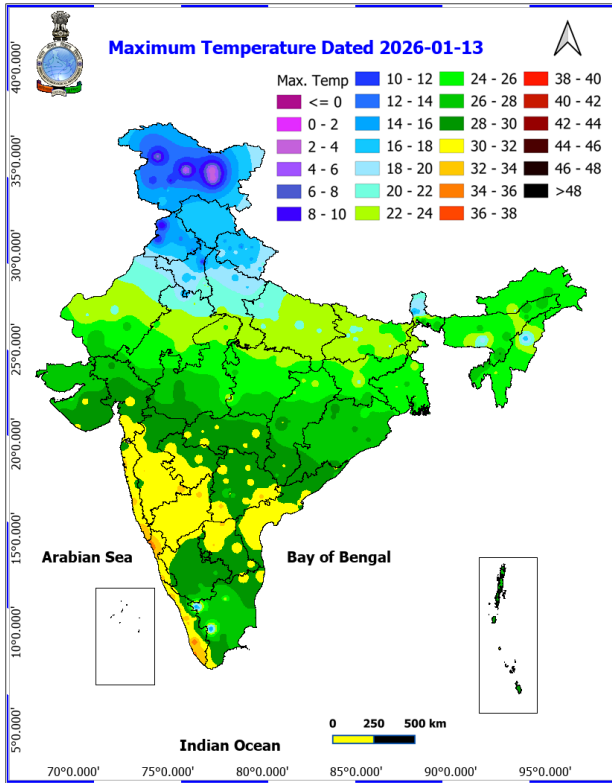 Maximum Temperature Dated 2026-01-13
Max. Temp
<= 0
0 - 2
2 - 4
4 - 6
6 - 8
8 - 10
10 - 12
12 - 14
14 - 16
16 - 18
18 - 20
20 - 22
22 - 24
24 - 26
26 - 28
28 - 30
30 - 32
32 - 34
34 - 36
36 - 38
38 - 40
40 - 42
42 - 44
44 - 46
46 - 48
>48
40°0.000'
35°0.000'
30°0.000'
25°0.000'
20°0.000'
15°0.000'
10°0.000'
5°0.000'
Arabian Sea
Bay of Bengal
Indian Ocean
0 250 500 km
70°0.000' 75°0.000' 80°0.000' 85°0.000' 90°0.000' 95°0.000'